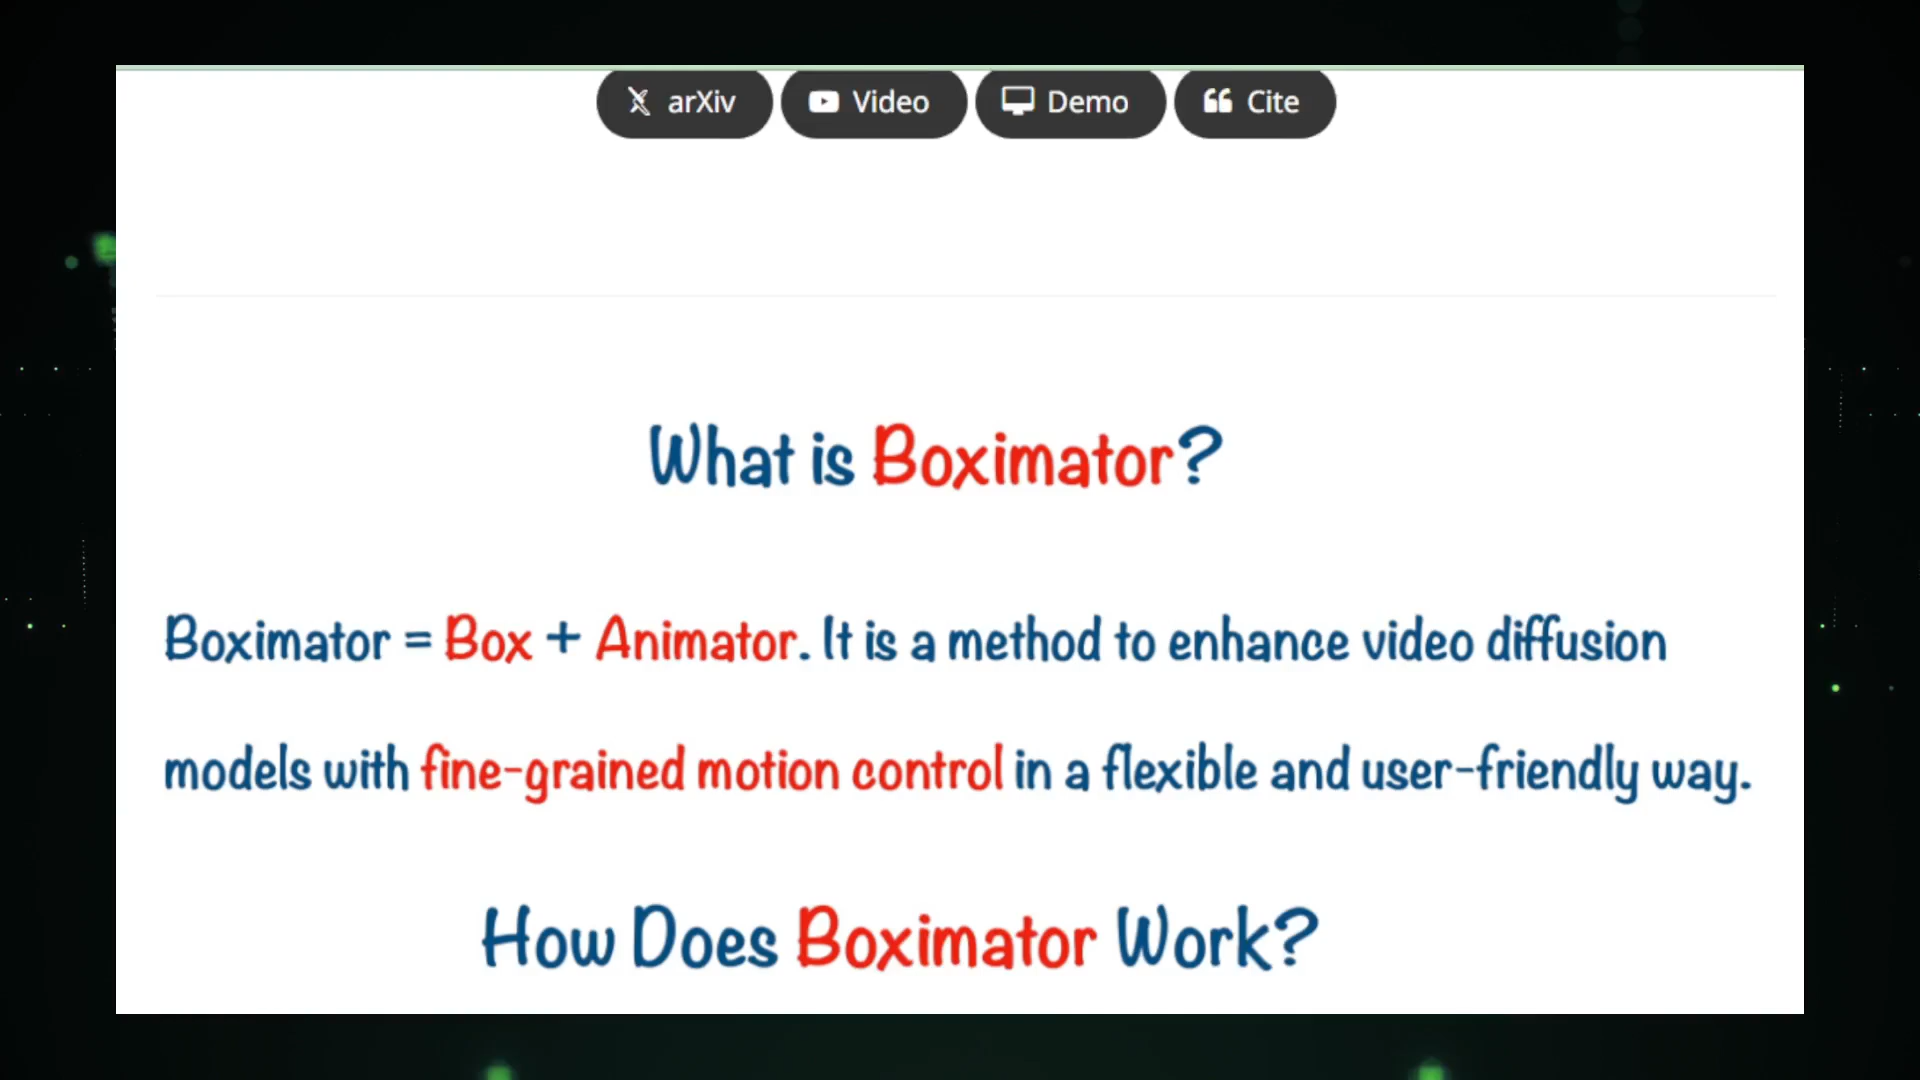 arXiv Video Demo Cite
What is Boximator?
Boximator = Box + Animator. It is a method to enhance video diffusion
models with fine-grained motion control in a flexible and user-friendly way.
How Does Boximator Work?